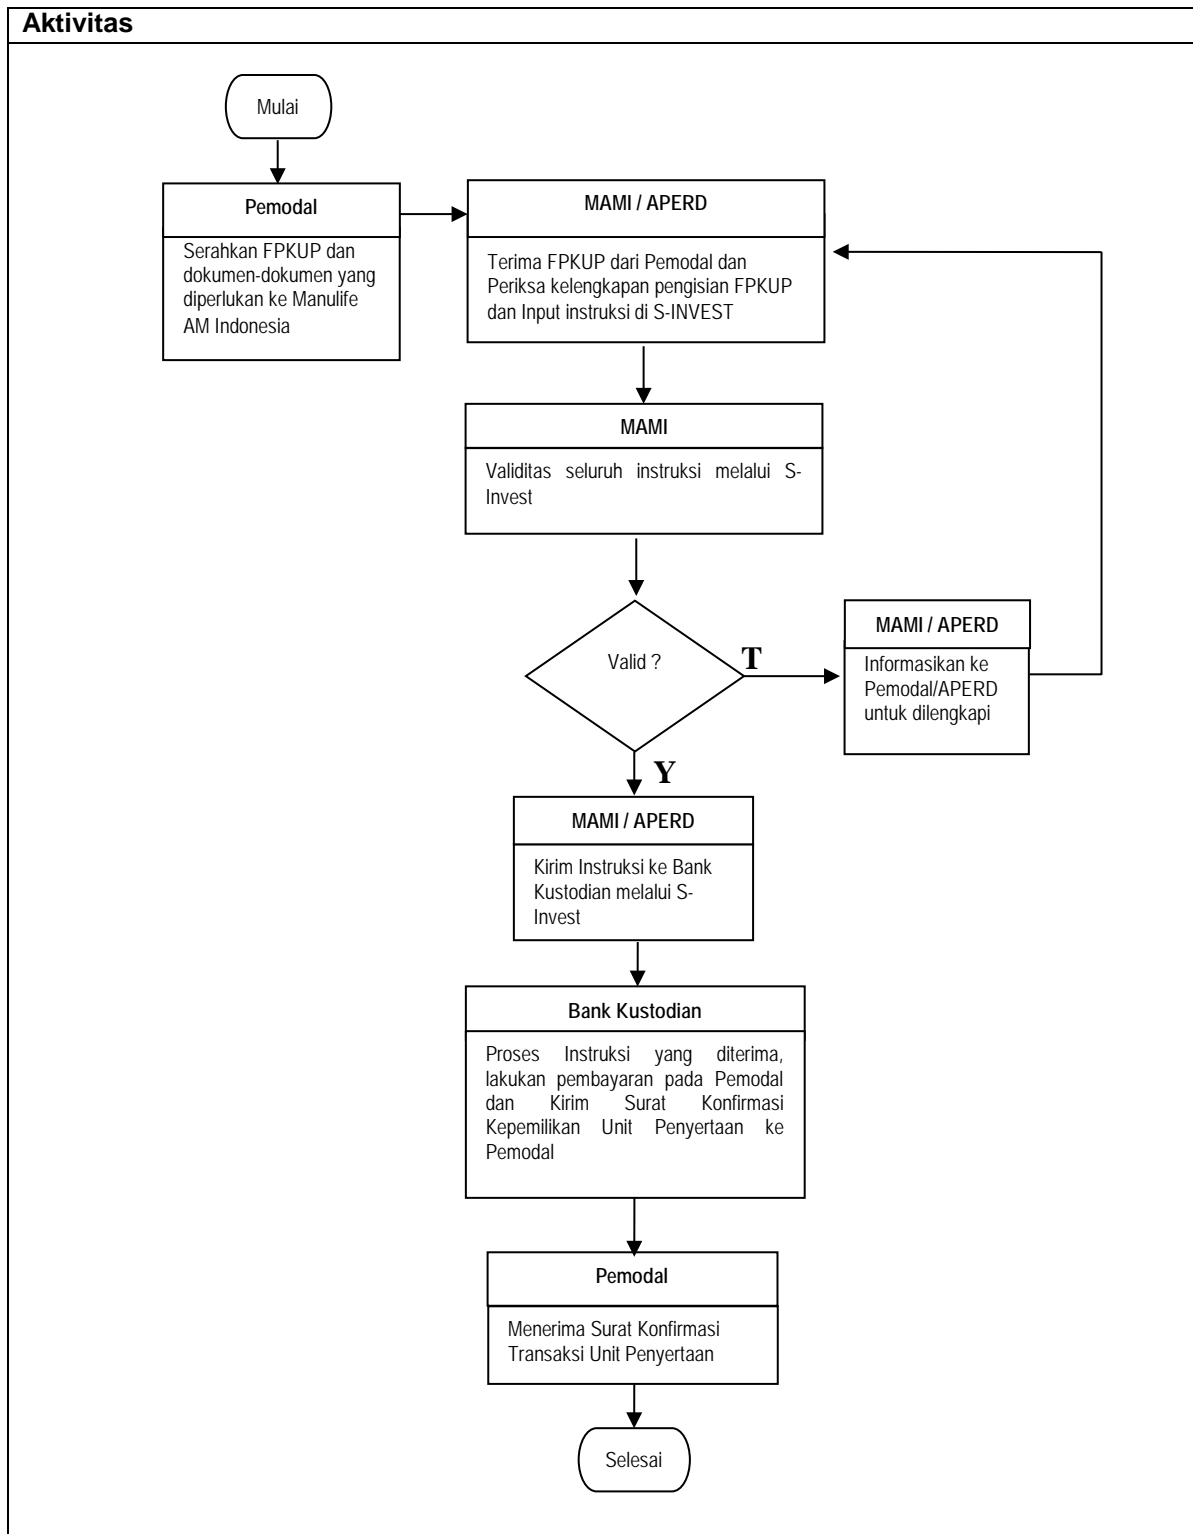 Aktivitas
Mulai
Pemodal
Serahkan FPKUP dan
dokumen-dokumen yang
diperlukan ke Manulife
AM Indonesia
MAMI / APERD
Terima FPKUP dari Pemodal dan
Periksa kelengkapan pengisian FPKUP
dan Input instruksi di S-INVEST
MAMI
Validitas seluruh instruksi melalui S-
Invest
Valid ?
T
MAMI / APERD
Informasikan ke
Pemodal/APERD
untuk dilengkapi
Y
MAMI / APERD
Kirim Instruksi ke Bank
Kustodian melalui S-
Invest
Bank Kustodian
Proses Instruksi yang diterima,
lakukan pembayaran pada Pemodal
dan Kirim Surat Konfirmasi
Kepemilikan Unit Penyertaan ke
Pemodal
Pemodal
Menerima Surat Konfirmasi
Transaksi Unit Penyertaan
Selesai